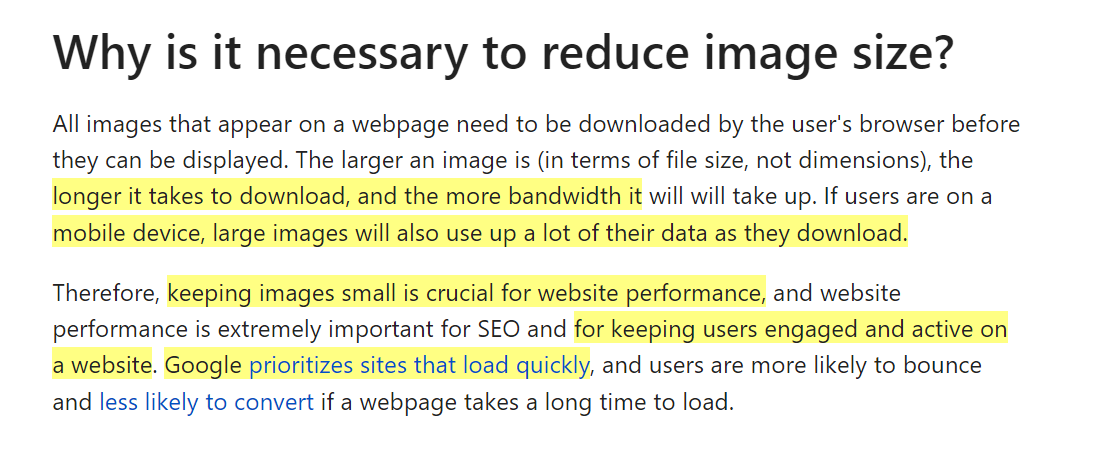 Why is it necessary to reduce image size?
All images that appear on a webpage need to be downloaded by the user's browser before
they can be displayed. The larger an image is (in terms of file size, not dimensions), the
longer it takes to download, and the more bandwidth it will will take up. If users are on a
mobile device, large images will also use up a lot of their data as they download.
Therefore, keeping images small is crucial for website performance, and website
performance is extremely important for SEO and for keeping users engaged and active on
a website. Google prioritizes sites that load quickly, and users are more likely to bounce
and less likely to convert if a webpage takes a long time to load.